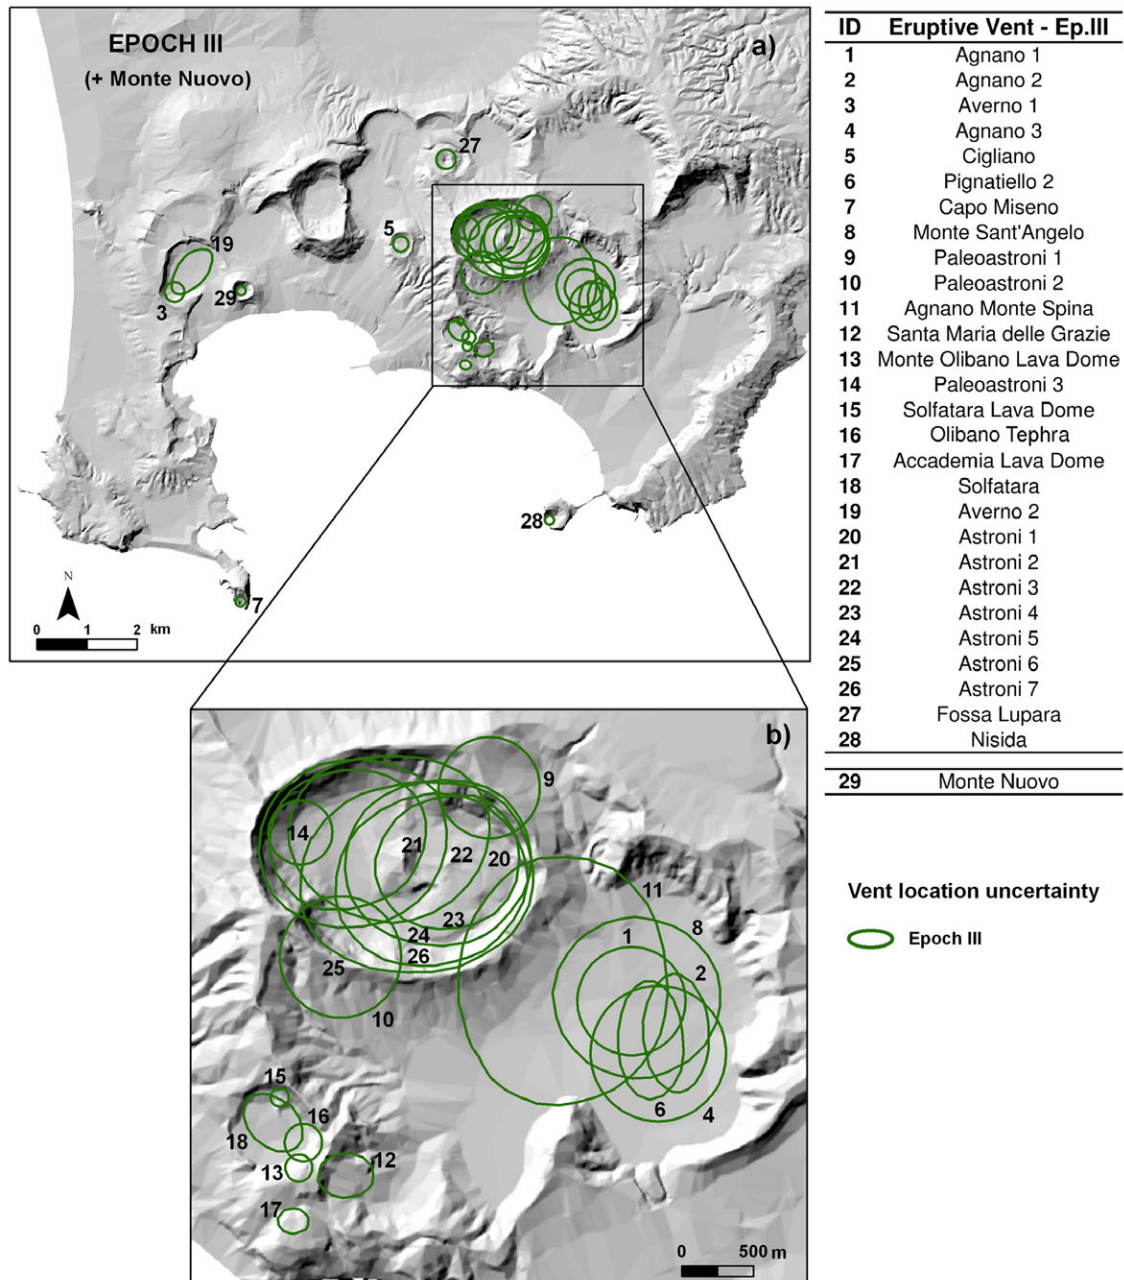 EPOCH III
(+ Monte Nuovo)
a)
27
19
5
3
29
28
7
N
0 1 2 km
ID Eruptive Vent - Ep.III
1 Agnano 1
2 Agnano 2
3 Averno 1
4 Agnano 3
5 Cigliano
6 Pignatiello 2
7 Capo Miseno
8 Monte Sant'Angelo
9 Paleoastroni 1
10 Paleoastroni 2
11 Agnano Monte Spina
12 Santa Maria delle Grazie
13 Monte Olibano Lava Dome
14 Paleoastroni 3
15 Solfatara Lava Dome
16 Olibano Tephra
17 Accademia Lava Dome
18 Solfatara
19 Averno 2
20 Astroni 1
21 Astroni 2
22 Astroni 3
23 Astroni 4
24 Astroni 5
25 Astroni 6
26 Astroni 7
27 Fossa Lupara
28 Nisida
29 Monte Nuovo
Vent location uncertainty
Epoch III
b)
9
14
21
22
20
11
23
8
24
1
26
25
2
10
15
6
4
16
18
12
13
17
0 500 m